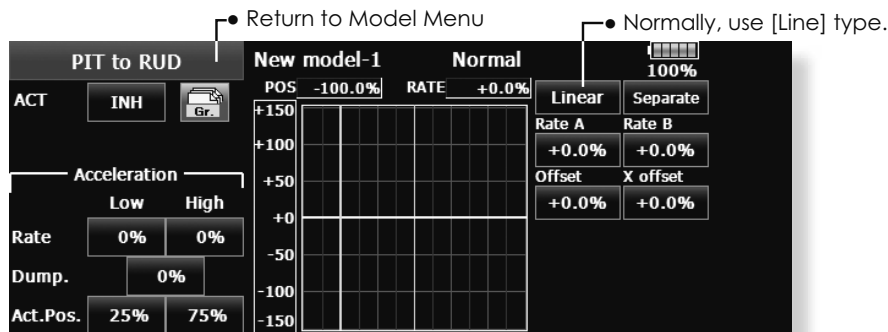 Return to Model Menu
Normally, use [Line] type.
PIT to RUD
New model-1
Normal
100%
ACT
INH
Gr.
POS
-100.0%
RATE
+0.0%
Linear
Separate
Rate A
Rate B
+0.0%
+0.0%
Offset
X offset
+0.0%
+0.0%
+150
+100
+50
+0
-50
-100
-150
Acceleration
Low
High
Rate
0%
0%
Dump.
0%
Act.Pos.
25%
75%